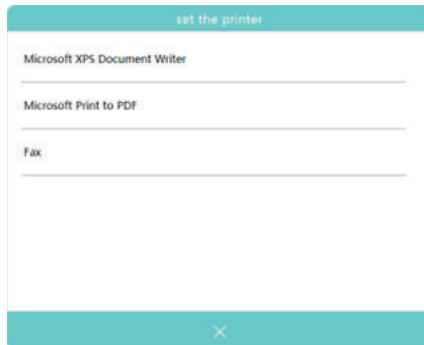 set the printer
Microsoft XPS Document Writer
Microsoft Print to PDF
Fax